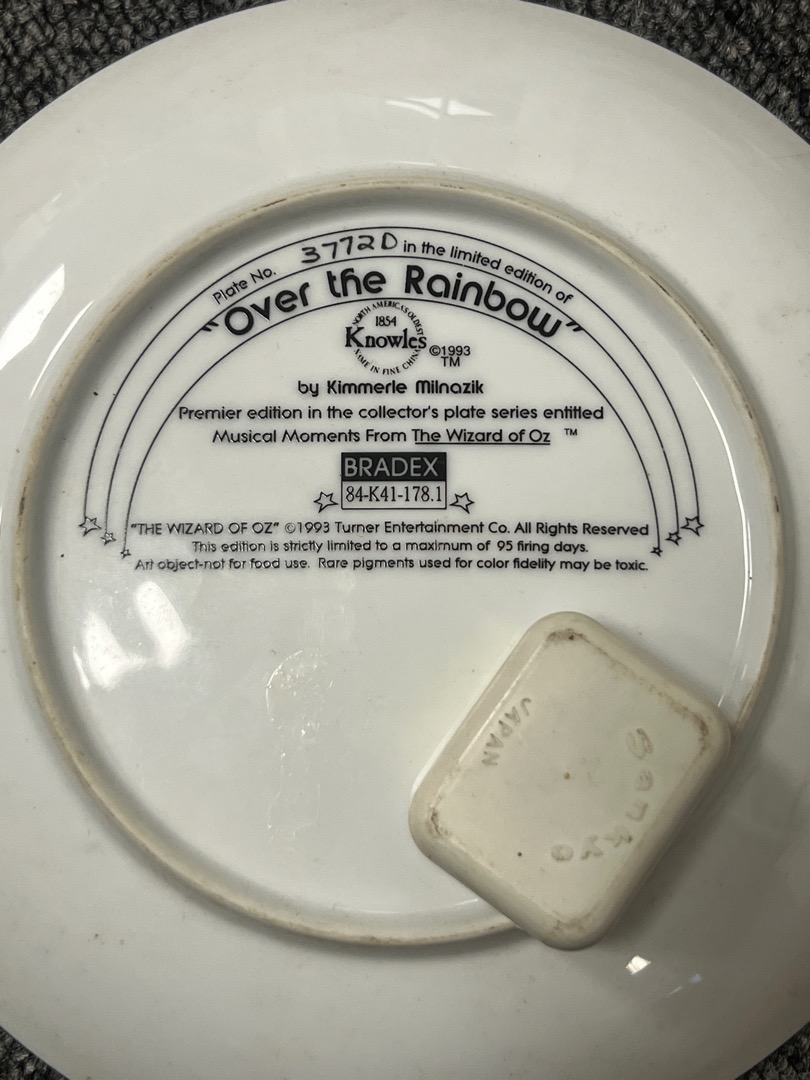 Plate No. 3772D in the limited edition of
"Over the Rainbow"
NORTH AMERICA'S OLDEST
1854
Knowles
NAME IN FINE CHINA
©1993
TM
by Kimmerle Milnazik
Premier edition in the collector's plate series entitled
Musical Moments From The Wizard of Oz ™
BRADEX
84-K41-178.1
"THE WIZARD OF OZ" ©1993 Turner Entertainment Co. All Rights Reserved
This edition is strictly limited to a maximum of 95 firing days.
Art object-not for food use. Rare pigments used for color fidelity may be toxic.
JAPAN
Sankyo